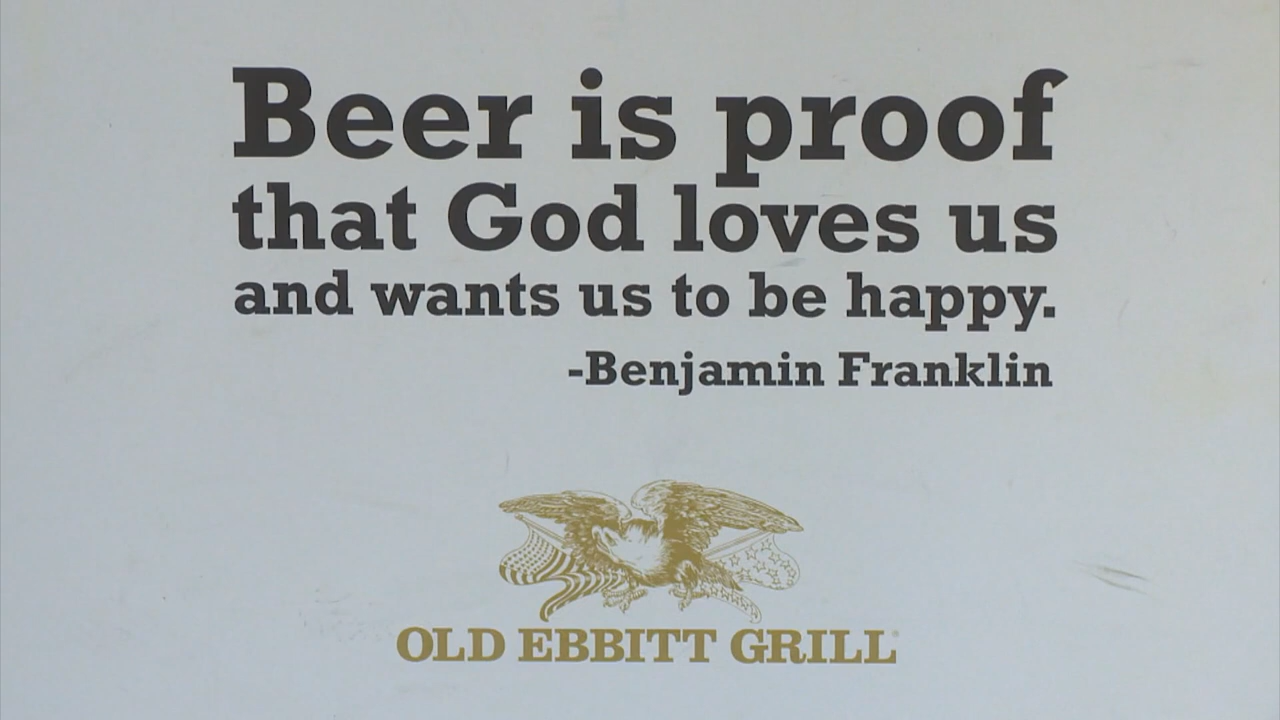 Beer is proof
that God loves us
and wants us to be happy.
-Benjamin Franklin
OLD EBBITT GRILL